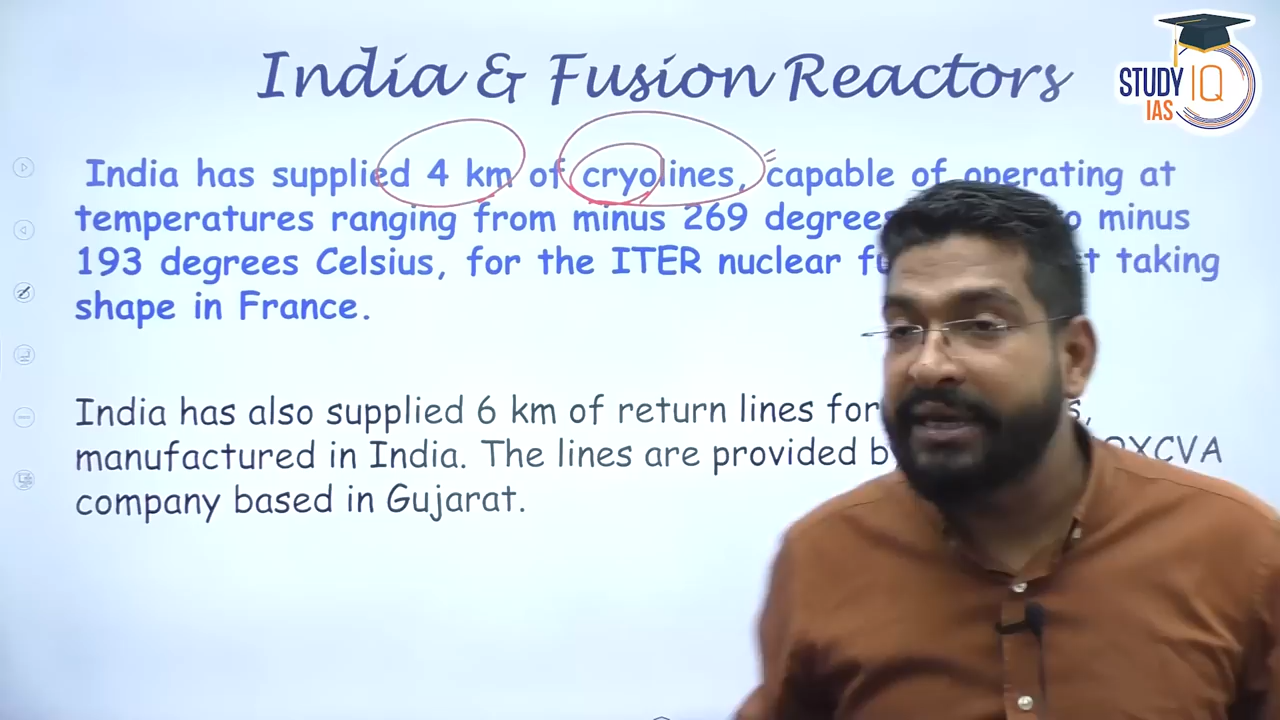 India & Fusion Reactors
STUDY IQ
IAS
India has supplied 4 km of cryolines, capable of operating at
temperatures ranging from minus 269 degrees minus
193 degrees Celsius, for the ITER nuclear taking
shape in France.
India has also supplied 6 km of return lines for
manufactured in India. The lines are provided
company based in Gujarat.